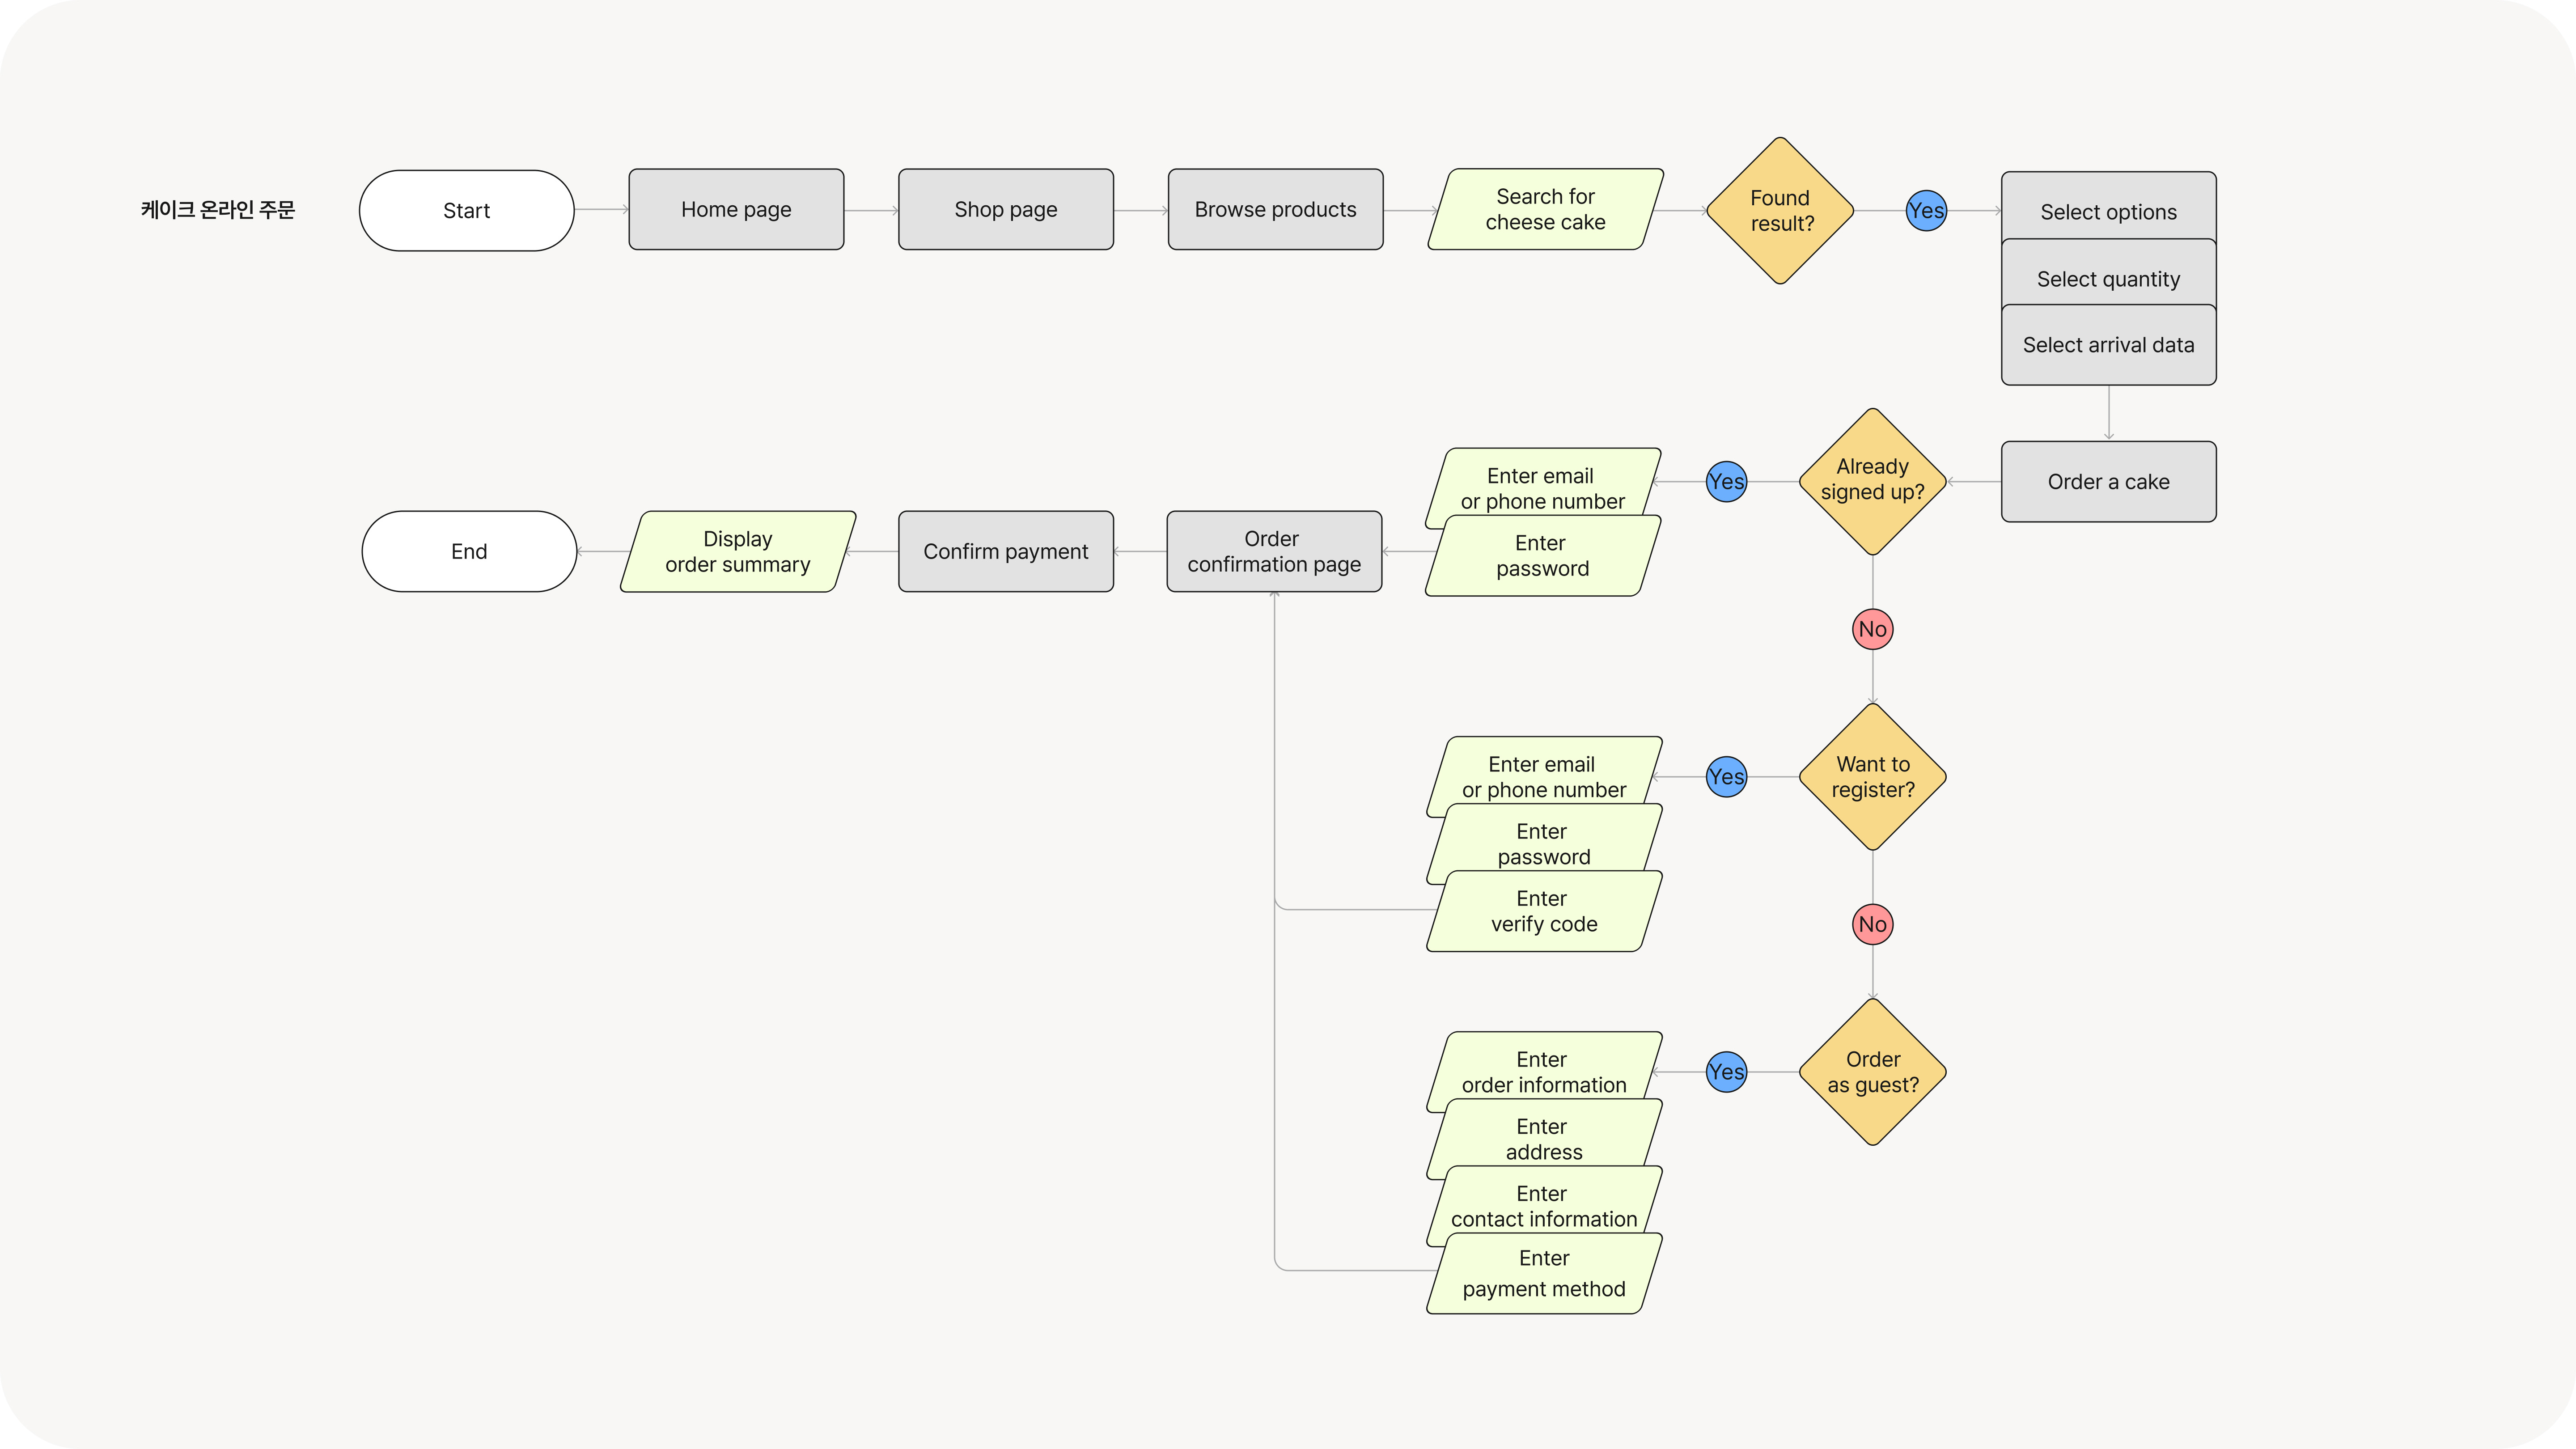 케이크 온라인 주문
Start
Home page
Shop page
Browse products
Search for
cheese cake
Found
result?
Yes
Select options
Select quantity
Select arrival data
Order a cake
Already
signed up?
Yes
Enter email
or phone number
Enter
password
Order
confirmation page
Confirm payment
Display
order summary
End
No
Want to
register?
Yes
Enter email
or phone number
Enter
password
Enter
verify code
No
Order
as guest?
Yes
Enter
order information
Enter
address
Enter
contact information
Enter
payment method